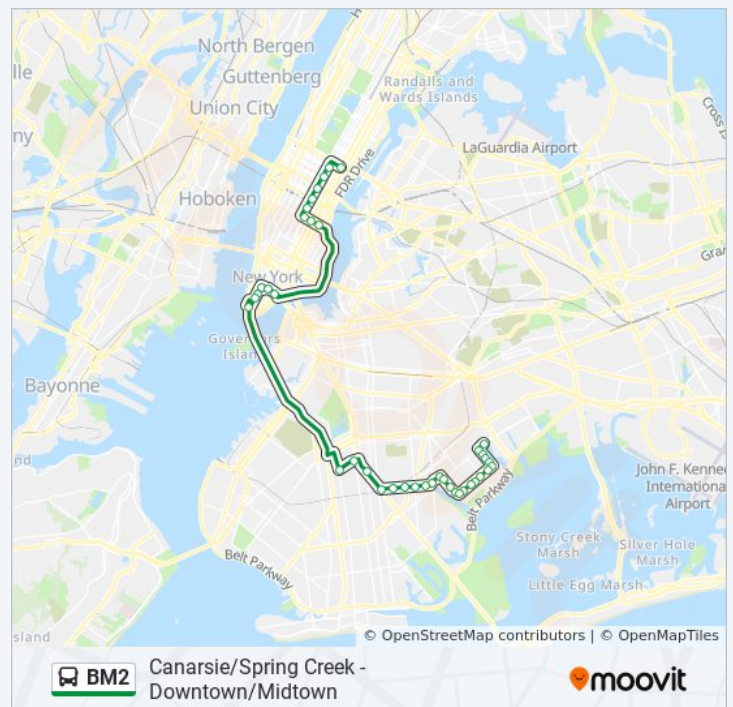 North Bergen
Guttenberg
Randalls and
Wards Islands
Union City
LaGuardia Airport
FDR Drive
Hoboken
New York
Governors
Island
Bayonne
John F. Kenne
International
Airport
Belt Parkway
Stony Creek
Marsh
Silver Hole
Marsh
Belt Parkway
Little Egg Marsh
© OpenStreetMap contributors | © OpenMapTiles
BM2
Canarsie/Spring Creek -
Downtown/Midtown
moovit